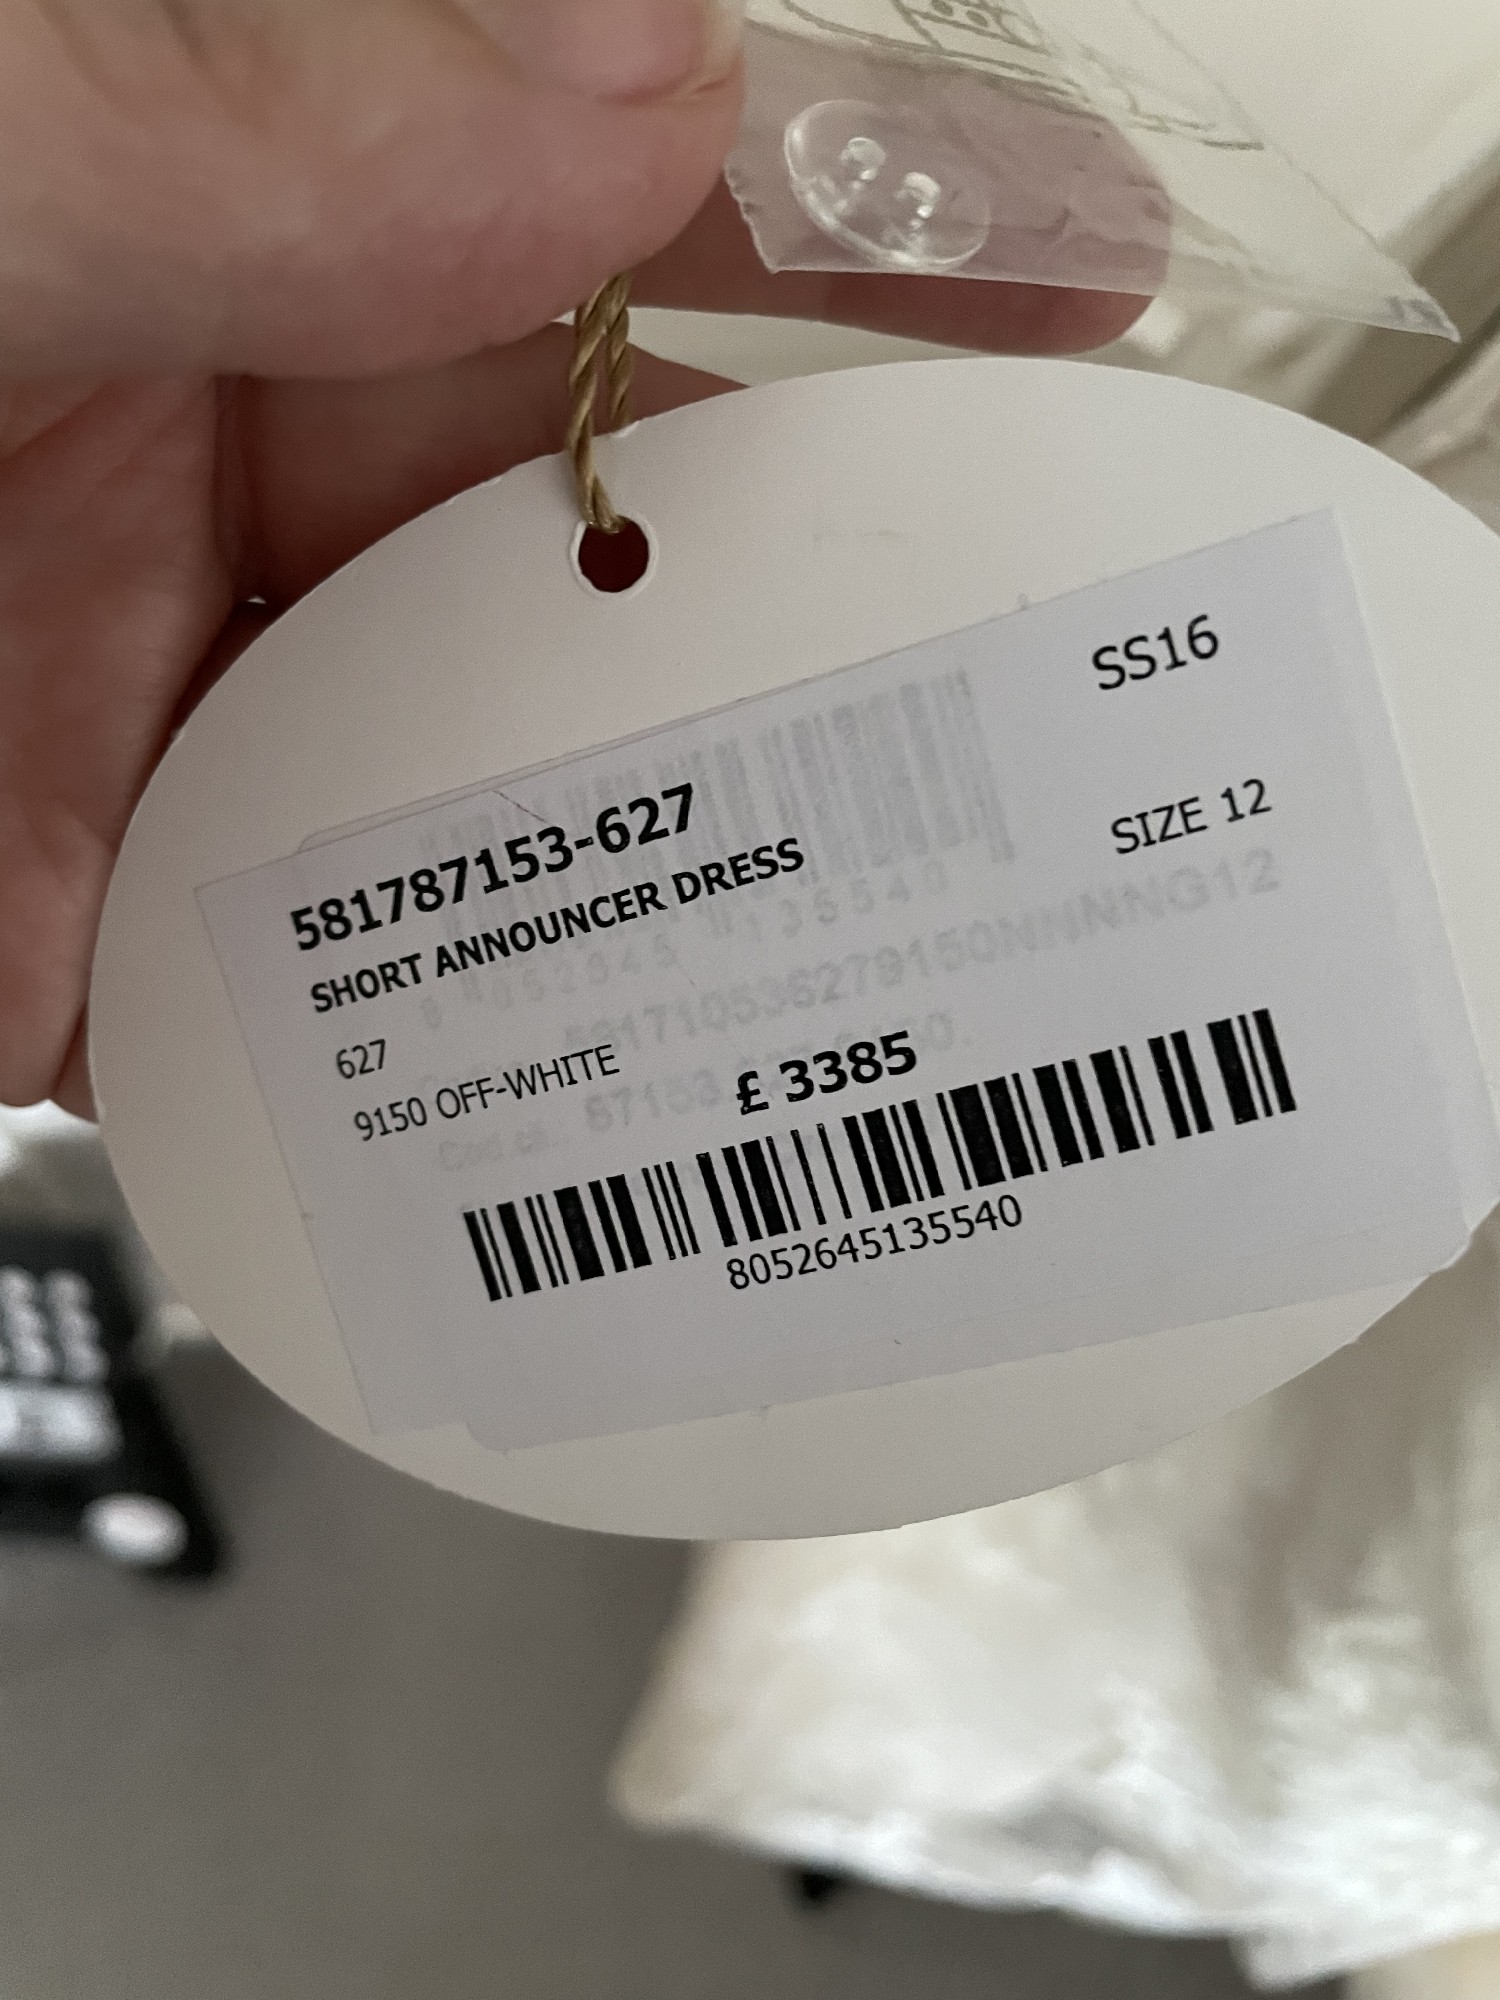 SS16
581787153-627
SHORT ANNOUNCER DRESS
SIZE 12
627
9150 OFF-WHITE
£ 3385
8052645135540